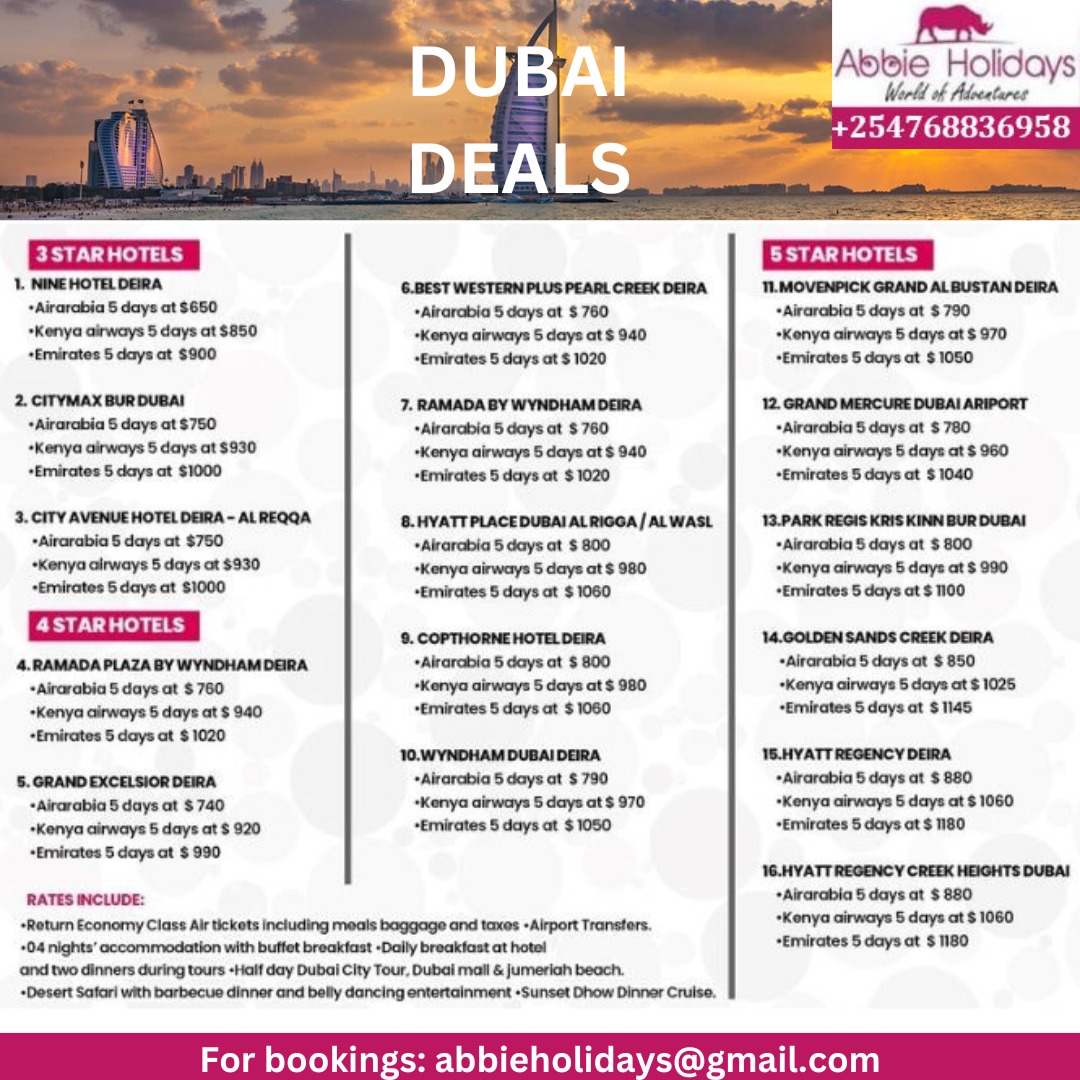 DUBAI
DEALS
Abbie Holidays
World of Adventures
+254768836958
3 STAR HOTELS
1. NINE HOTEL DEIRA
•Airarabia 5 days at $650
•Kenya airways 5 days at $850
•Emirates 5 days at $900
2. CITYMAX BUR DUBAI
•Airarabia 5 days at $750
•Kenya airways 5 days at $930
•Emirates 5 days at $1000
3. CITY AVENUE HOTEL DEIRA – AL REQQA
•Airarabia 5 days at $750
•Kenya airways 5 days at $930
•Emirates 5 days at $1000
4 STAR HOTELS
4. RAMADA PLAZA BY WYNDHAM DEIRA
•Airarabia 5 days at $ 760
•Kenya airways 5 days at $ 940
•Emirates 5 days at $ 1020
5. GRAND EXCELSIOR DEIRA
•Airarabia 5 days at $ 740
•Kenya airways 5 days at $ 920
•Emirates 5 days at $ 990
6.BEST WESTERN PLUS PEARL CREEK DEIRA
•Airarabia 5 days at $ 760
•Kenya airways 5 days at $ 940
•Emirates 5 days at $ 1020
7. RAMADA BY WYNDHAM DEIRA
•Airarabia 5 days at $ 760
•Kenya airways 5 days at $ 940
•Emirates 5 days at $ 1020
8. HYATT PLACE DUBAI AL RIGGA / AL WASL
•Airarabia 5 days at $ 800
•Kenya airways 5 days at $ 980
•Emirates 5 days at $ 1060
9. COPTHORNE HOTEL DEIRA
•Airarabia 5 days at $ 800
•Kenya airways 5 days at $ 980
•Emirates 5 days at $ 1060
10.WYNDHAM DUBAI DEIRA
•Airarabia 5 days at $ 790
•Kenya airways 5 days at $ 970
•Emirates 5 days at $ 1050
5 STAR HOTELS
11.MOVENPICK GRAND AL BUSTAN DEIRA
•Airarabia 5 days at $ 790
•Kenya airways 5 days at $ 970
•Emirates 5 days at $ 1050
12. GRAND MERCURE DUBAI ARIPORT
•Airarabia 5 days at $ 780
•Kenya airways 5 days at $ 960
•Emirates 5 days at $ 1040
13.PARK REGIS KRIS KINN BUR DUBAI
•Airarabia 5 days at $ 800
•Kenya airways 5 days at $ 990
•Emirates 5 days at $ 1100
14.GOLDEN SANDS CREEK DEIRA
•Airarabia 5 days at $ 850
•Kenya airways 5 days at $ 1025
•Emirates 5 days at $ 1145
15.HYATT REGENCY DEIRA
•Airarabia 5 days at $ 880
•Kenya airways 5 days at $ 1060
•Emirates 5 days at $ 1180
16.HYATT REGENCY CREEK HEIGHTS DUBAI
•Airarabia 5 days at $ 880
•Kenya airways 5 days at $ 1060
•Emirates 5 days at $ 1180
RATES INCLUDE:
•Return Economy Class Air tickets including meals baggage and taxes •Airport Transfers.
•04 nights' accommodation with buffet breakfast •Daily breakfast at hotel
and two dinners during tours •Half day Dubai City Tour, Dubai mall & jumeriah beach.
•Desert Safari with barbecue dinner and belly dancing entertainment •Sunset Dhow Dinner Cruise.
For bookings: abbieholidays@gmail.com